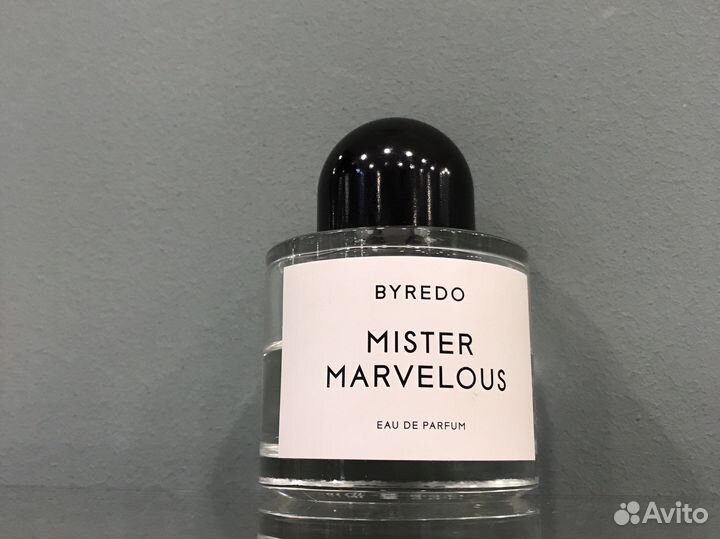 BYREDO
MISTER
MARVELOUS
EAU DE PARFUM
Avito